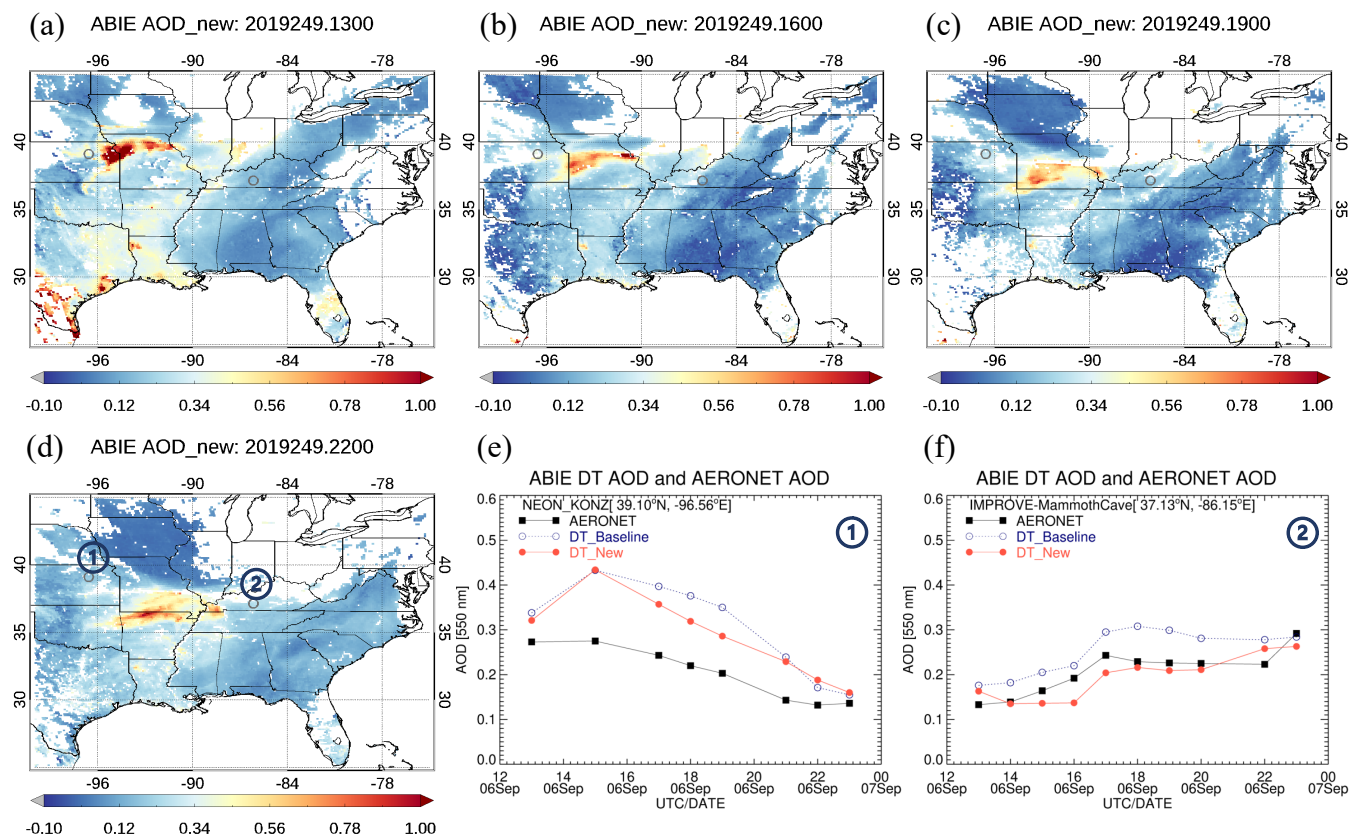 (a) ABIE AOD_new: 2019249.1300
-96 -90 -84 -78
40 40
35 35
30 30
-96 -90 -84 -78
-0.10 0.12 0.34 0.56 0.78 1.00
(b) ABIE AOD_new: 2019249.1600
-96 -90 -84 -78
40 40
35 35
30 30
-96 -90 -84 -78
-0.10 0.12 0.34 0.56 0.78 1.00
(c) ABIE AOD_new: 2019249.1900
-96 -90 -84 -78
40 40
35 35
30 30
-96 -90 -84 -78
-0.10 0.12 0.34 0.56 0.78 1.00
(d) ABIE AOD_new: 2019249.2200
-96 -90 -84 -78
1
2
40 40
35 35
30 30
-96 -90 -84 -78
-0.10 0.12 0.34 0.56 0.78 1.00
(e)
ABIE DT AOD and AERONET AOD
NEON_KONZ[ 39.10°N, -96.56°E]
AERONET
DT_Baseline
DT_New
1
AOD [550 nm]
0.6
0.5
0.4
0.3
0.2
0.1
0.0
12 14 16 18 20 22 00
06Sep 06Sep 06Sep 06Sep 06Sep 06Sep 07Sep
UTC/DATE
(f)
ABIE DT AOD and AERONET AOD
IMPROVE-MammothCave[ 37.13°N, -86.15°E]
AERONET
DT_Baseline
DT_New
2
AOD [550 nm]
0.6
0.5
0.4
0.3
0.2
0.1
0.0
12 14 16 18 20 22 00
06Sep 06Sep 06Sep 06Sep 06Sep 06Sep 07Sep
UTC/DATE